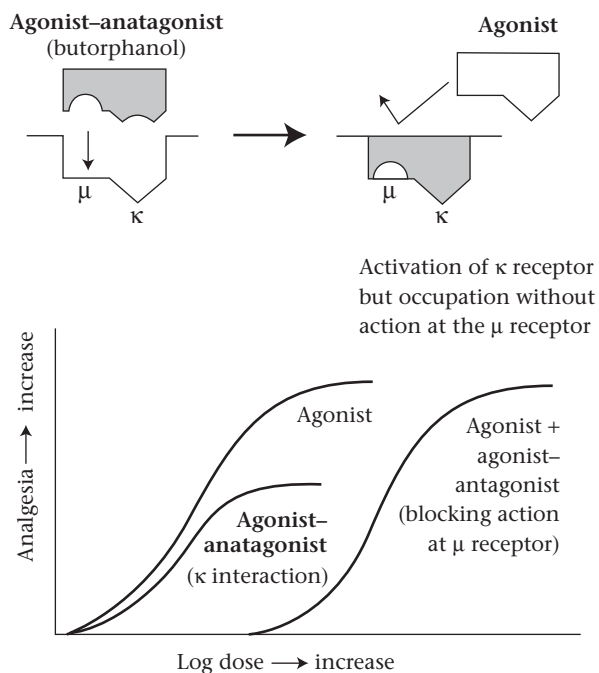 Agonist–anatagonist
(butorphanol)
Agonist
μ
κ
μ
κ
Activation of κ receptor
but occupation without
action at the μ receptor
Analgesia → increase
Agonist
Agonist–
anatagonist
(κ interaction)
Agonist +
agonist–
antagonist
(blocking action
at μ receptor)
Log dose → increase